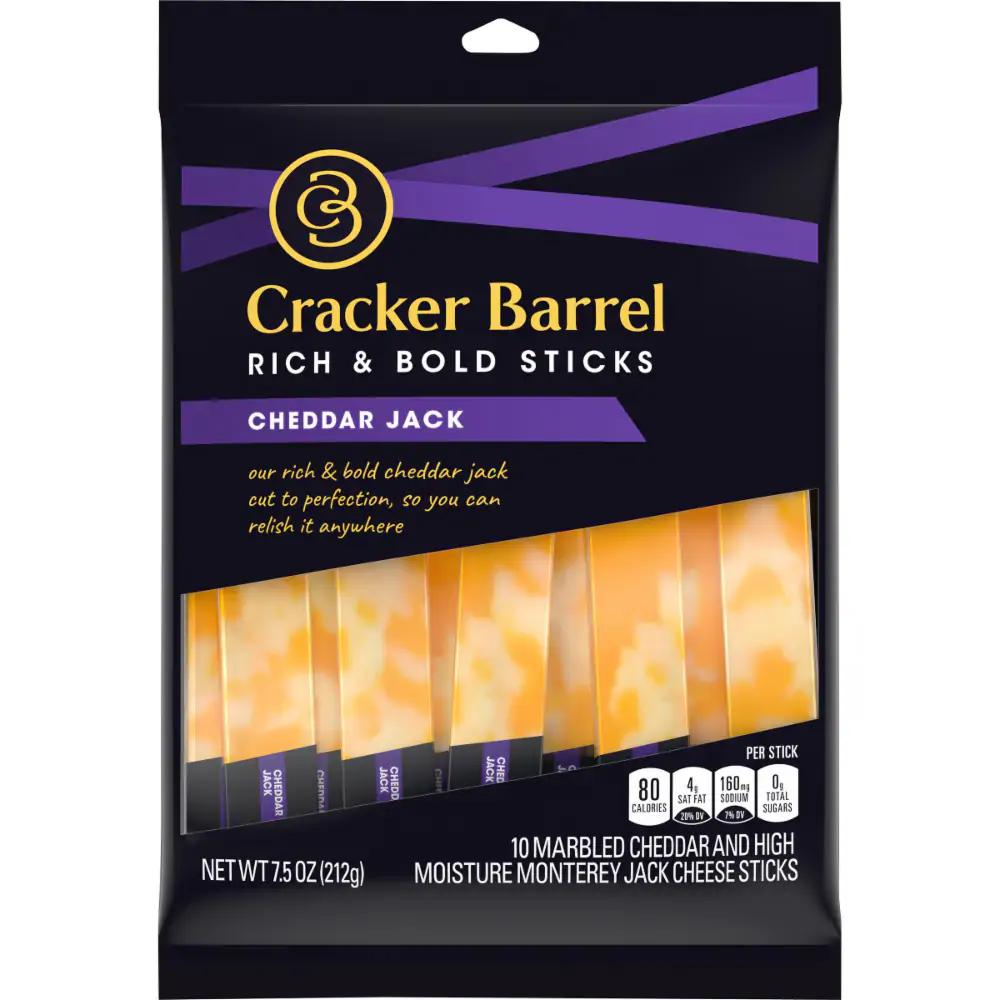 CB
Cracker Barrel
RICH & BOLD STICKS
CHEDDAR JACK
our rich & bold cheddar jack
cut to perfection, so you can
relish it anywhere
CHEDDAR
JACK
CHEDDAR
CHED
JACK
CHED
JACK
PER STICK
80
CALORIES
4g
SAT FAT
20% DV
160mg
SODIUM
7% DV
0g
TOTAL
SUGARS
10 MARBLED CHEDDAR AND HIGH
MOISTURE MONTEREY JACK CHEESE STICKS
NET WT 7.5 OZ (212g)